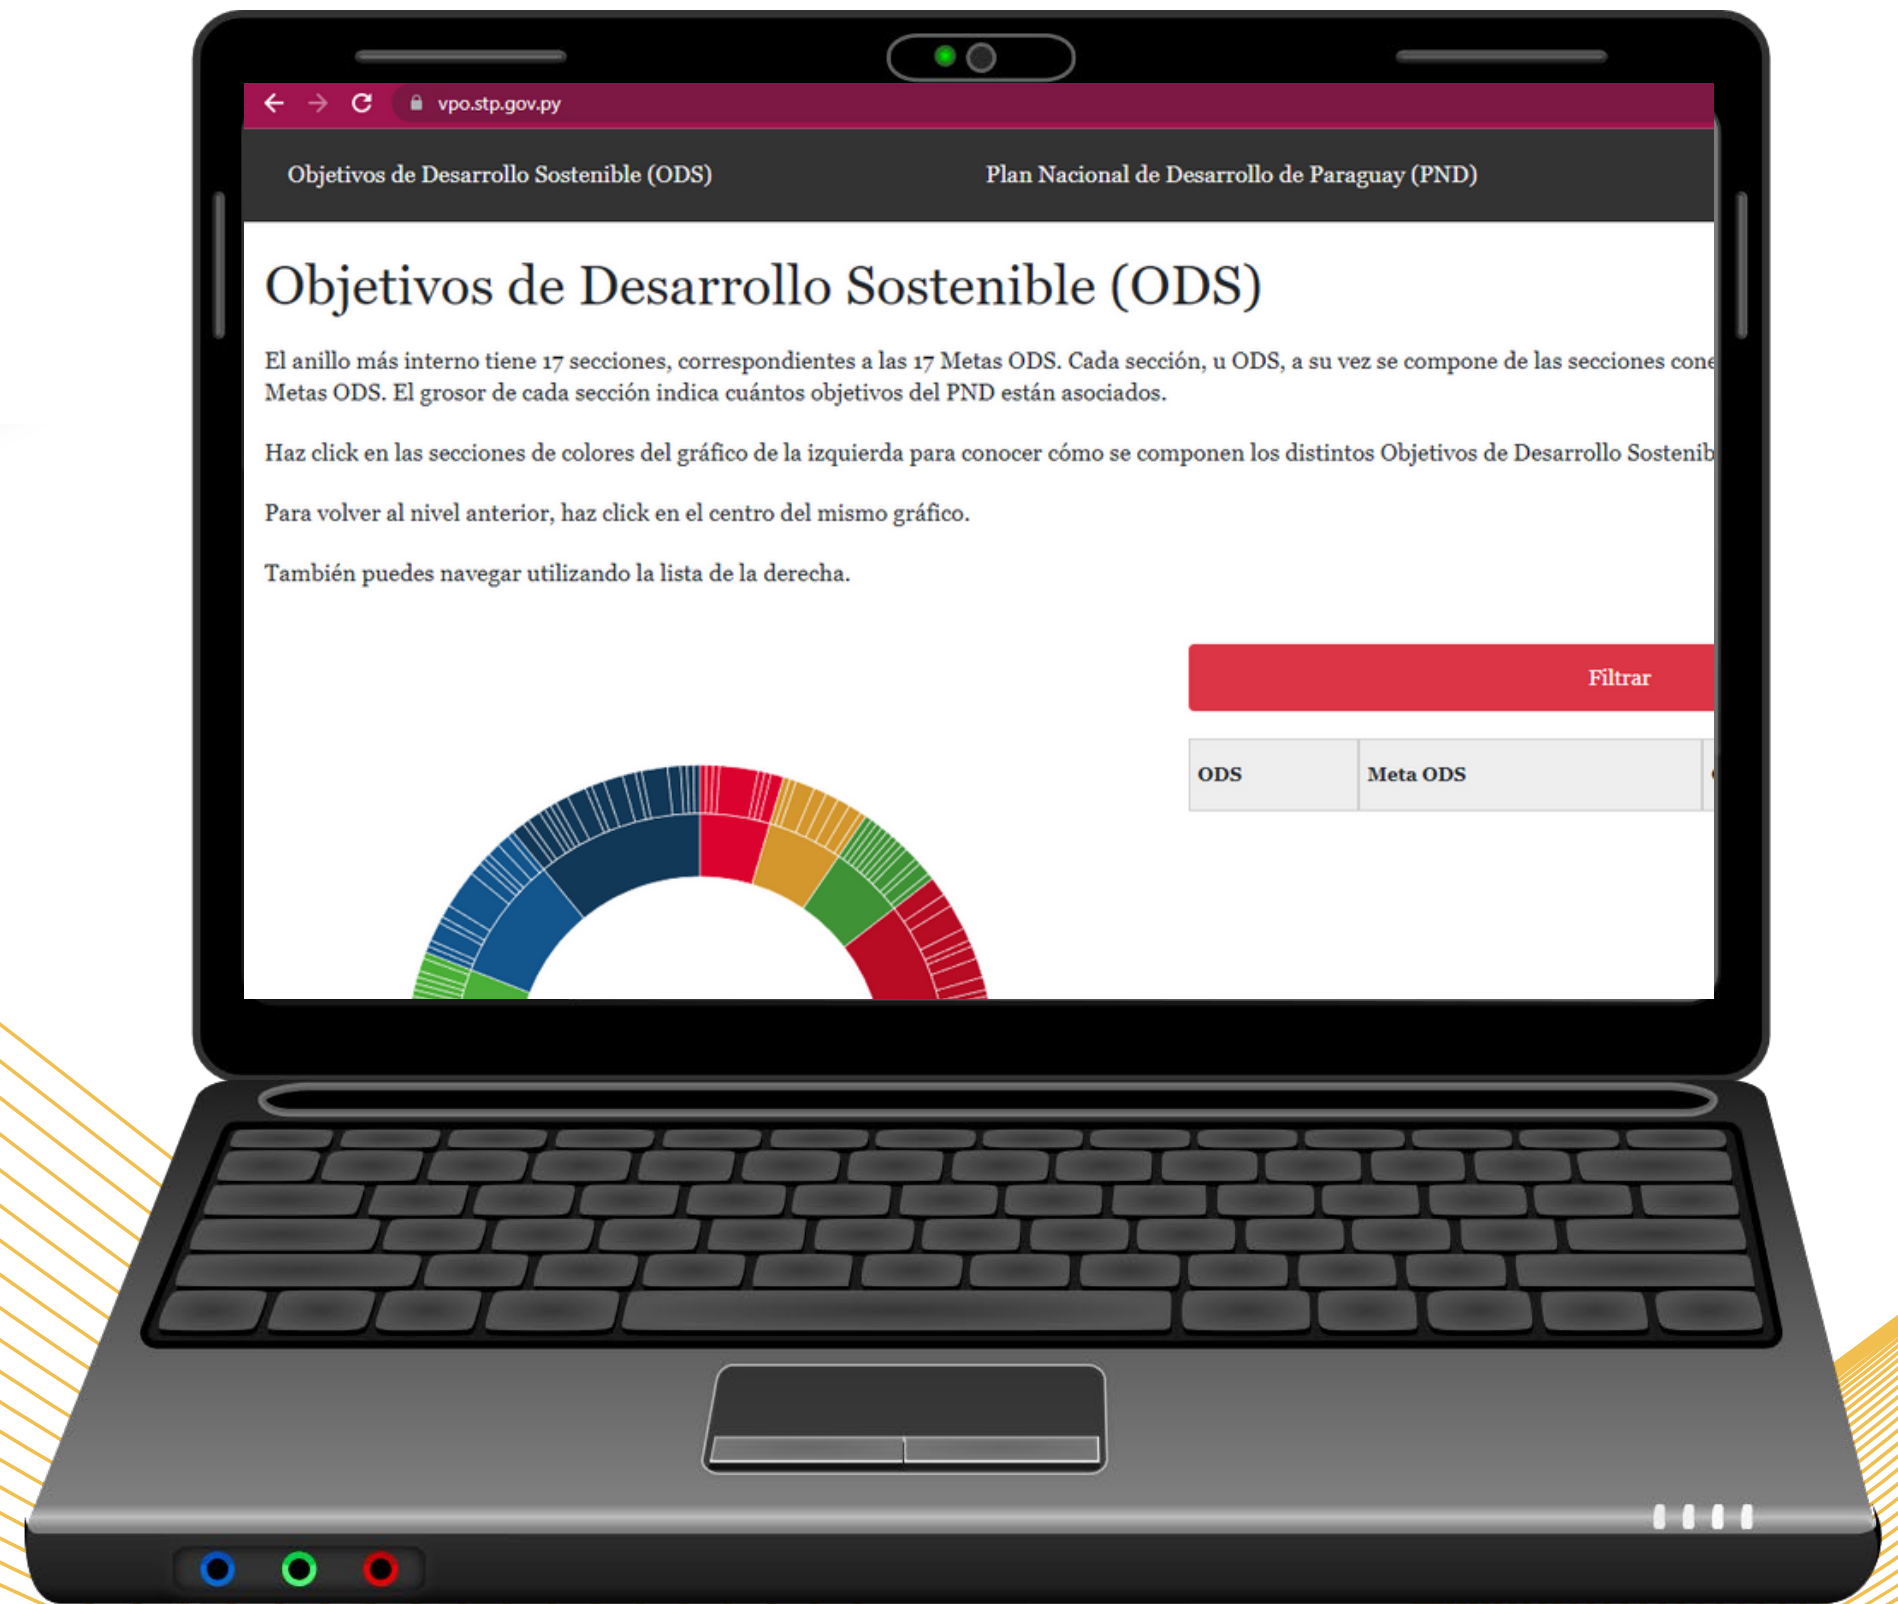 vpo.stp.gov.py
Objetivos de Desarrollo Sostenible (ODS)
Plan Nacional de Desarrollo de Paraguay (PND)
Objetivos de Desarrollo Sostenible (ODS)
El anillo más interno tiene 17 secciones, correspondientes a las 17 Metas ODS. Cada sección, u ODS, a su vez se compone de las secciones
Metas ODS. El grosor de cada sección indica cuántos objetivos del PND están asociados.
Haz click en las secciones de colores del gráfico de la izquierda para conocer cómo se componen los distintos Objetivos de Desarrollo
Para volver al nivel anterior, haz click en el centro del mismo gráfico.
También puedes navegar utilizando la lista de la derecha.
Filtrar
ODS
Meta ODS